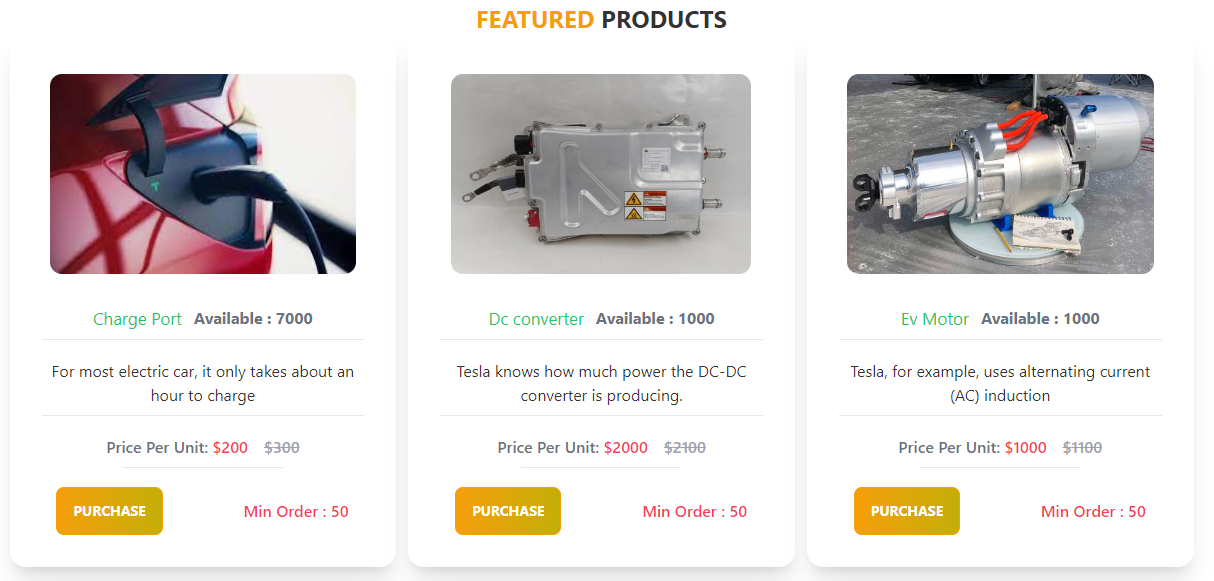 FEATURED PRODUCTS
Charge Port Available : 7000
For most electric car, it only takes about an
hour to charge
Price Per Unit: $200 $300
PURCHASE Min Order : 50
Dc converter Available : 1000
Tesla knows how much power the DC-DC
converter is producing.
Price Per Unit: $2000 $2100
PURCHASE Min Order : 50
Ev Motor Available : 1000
Tesla, for example, uses alternating current
(AC) induction
Price Per Unit: $1000 $1100
PURCHASE Min Order : 50